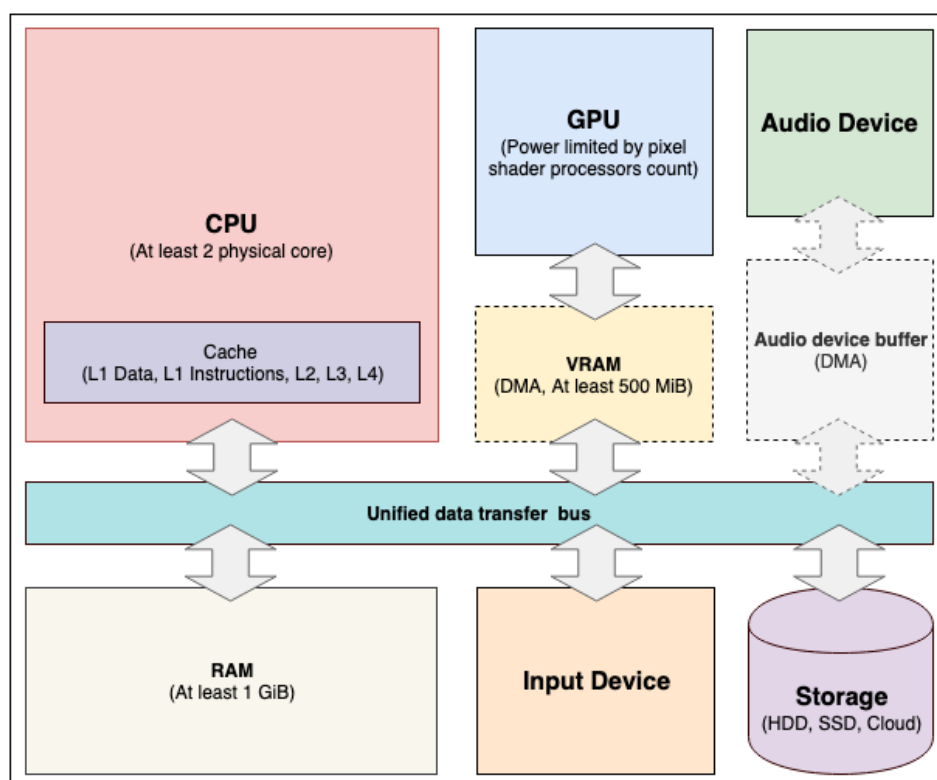 CPU
(At least 2 physical core)
Cache
(L1 Data, L1 Instructions, L2, L3, L4)
GPU
(Power limited by pixel
shader processors count)
VRAM
(DMA, At least 500 MiB)
Audio Device
Audio device buffer
(DMA)
Unified data transfer bus
RAM
(At least 1 GiB)
Input Device
Storage
(HDD, SSD, Cloud)